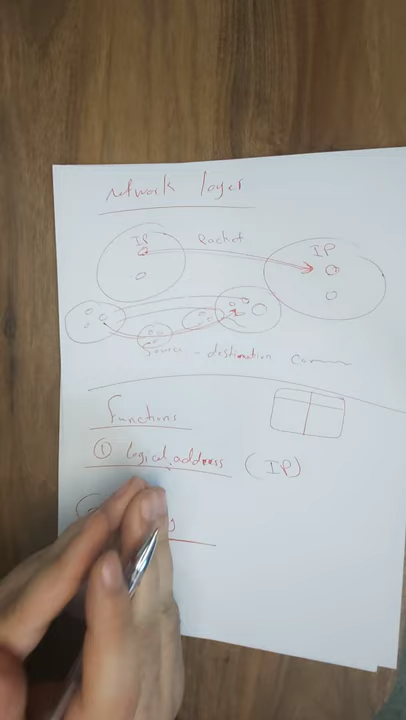 network layer
IP Packet IP
Source - destination
Functions
① logical address (IP)